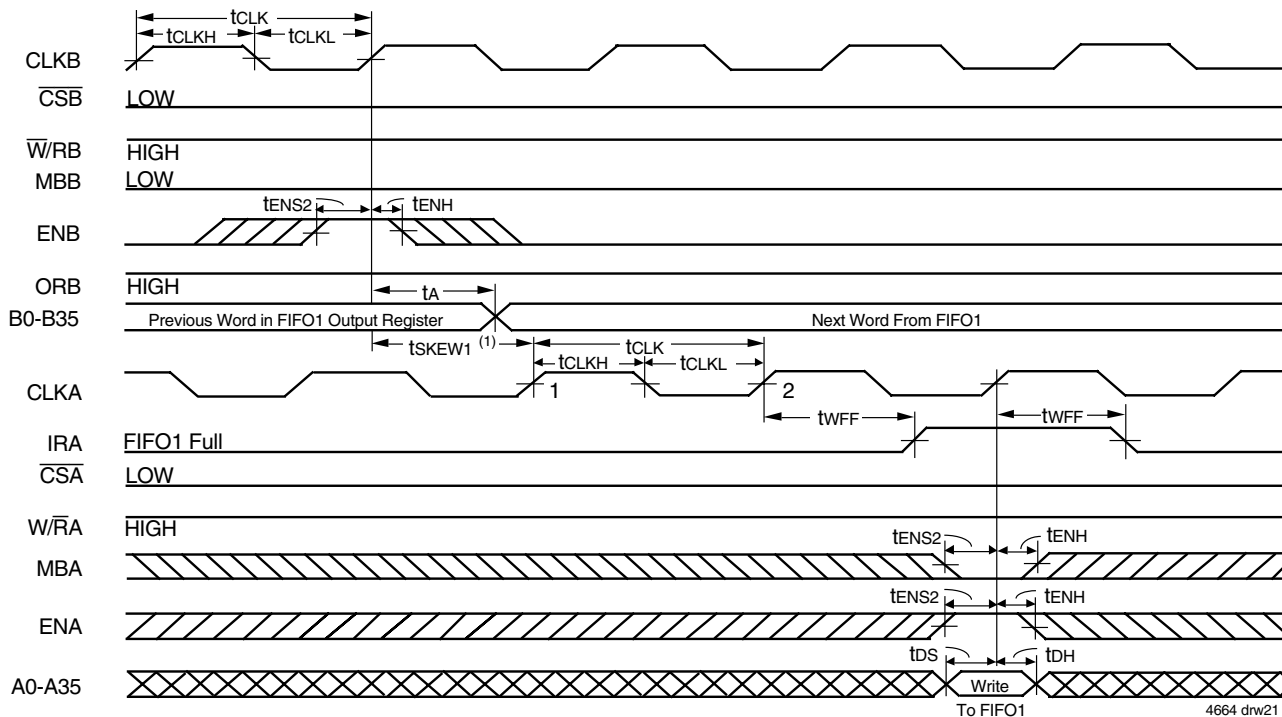 tCLK
tCLKH tCLKL
CLKB
CSB LOW
W/RB HIGH
MBB LOW
tENS2 tENH
ENB
ORB HIGH
tA
B0-B35 Previous Word in FIFO1 Output Register Next Word From FIFO1
tSKEW1 (1) tCLK
tCLKH tCLKL
CLKA 1 2
tWFF tWFF
IRA FIFO1 Full
CSA LOW
W/RA HIGH
tENS2 tENH
MBA
tENS2 tENH
ENA
tDS tDH
A0-A35 Write
To FIFO1 4664 drw21